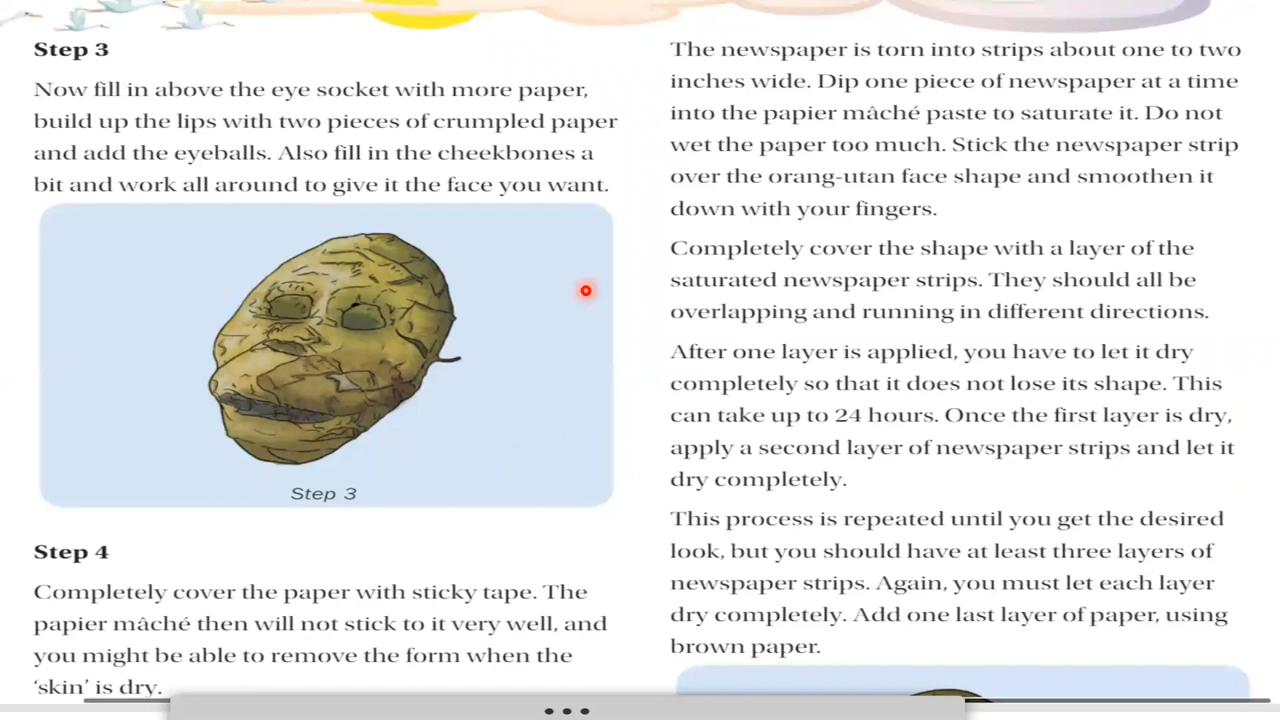 Step 3
Now fill in above the eye socket with more paper,
build up the lips with two pieces of crumpled paper
and add the eyeballs. Also fill in the cheekbones a
bit and work all around to give it the face you want.
Step 3
Step 4
Completely cover the paper with sticky tape. The
papier mâché then will not stick to it very well, and
you might be able to remove the form when the
‘skin’ is dry.
The newspaper is torn into strips about one to two
inches wide. Dip one piece of newspaper at a time
into the papier mâché paste to saturate it. Do not
wet the paper too much. Stick the newspaper strip
over the orang-utan face shape and smoothen it
down with your fingers.
Completely cover the shape with a layer of the
saturated newspaper strips. They should all be
overlapping and running in different directions.
After one layer is applied, you have to let it dry
completely so that it does not lose its shape. This
can take up to 24 hours. Once the first layer is dry,
apply a second layer of newspaper strips and let it
dry completely.
This process is repeated until you get the desired
look, but you should have at least three layers of
newspaper strips. Again, you must let each layer
dry completely. Add one last layer of paper, using
brown paper.